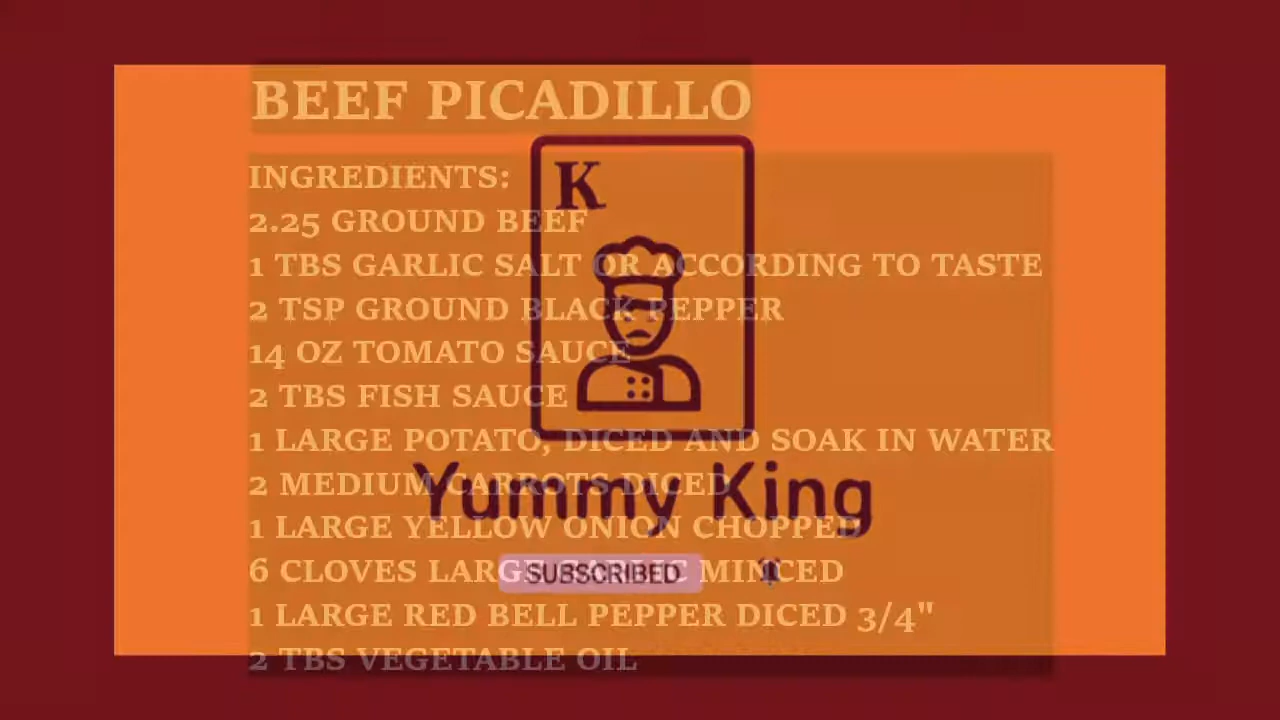 BEEF PICADILLO
K
INGREDIENTS:
2.25 GROUND BEEF
1 TBS GARLIC SALT OR ACCORDING TO TASTE
2 TSP GROUND BLACK PEPPER
14 OZ TOMATO SAUCE
2 TBS FISH SAUCE
1 LARGE POTATO, DICED AND SOAK IN WATER
2 MEDIUM CARROTS DICED
Yummy King
1 LARGE YELLOW ONION CHOPPED
6 CLOVES LARGE GARLIC MINCED
SUBSCRIBED
1 LARGE RED BELL PEPPER DICED 3/4"
2 TBS VEGETABLE OIL